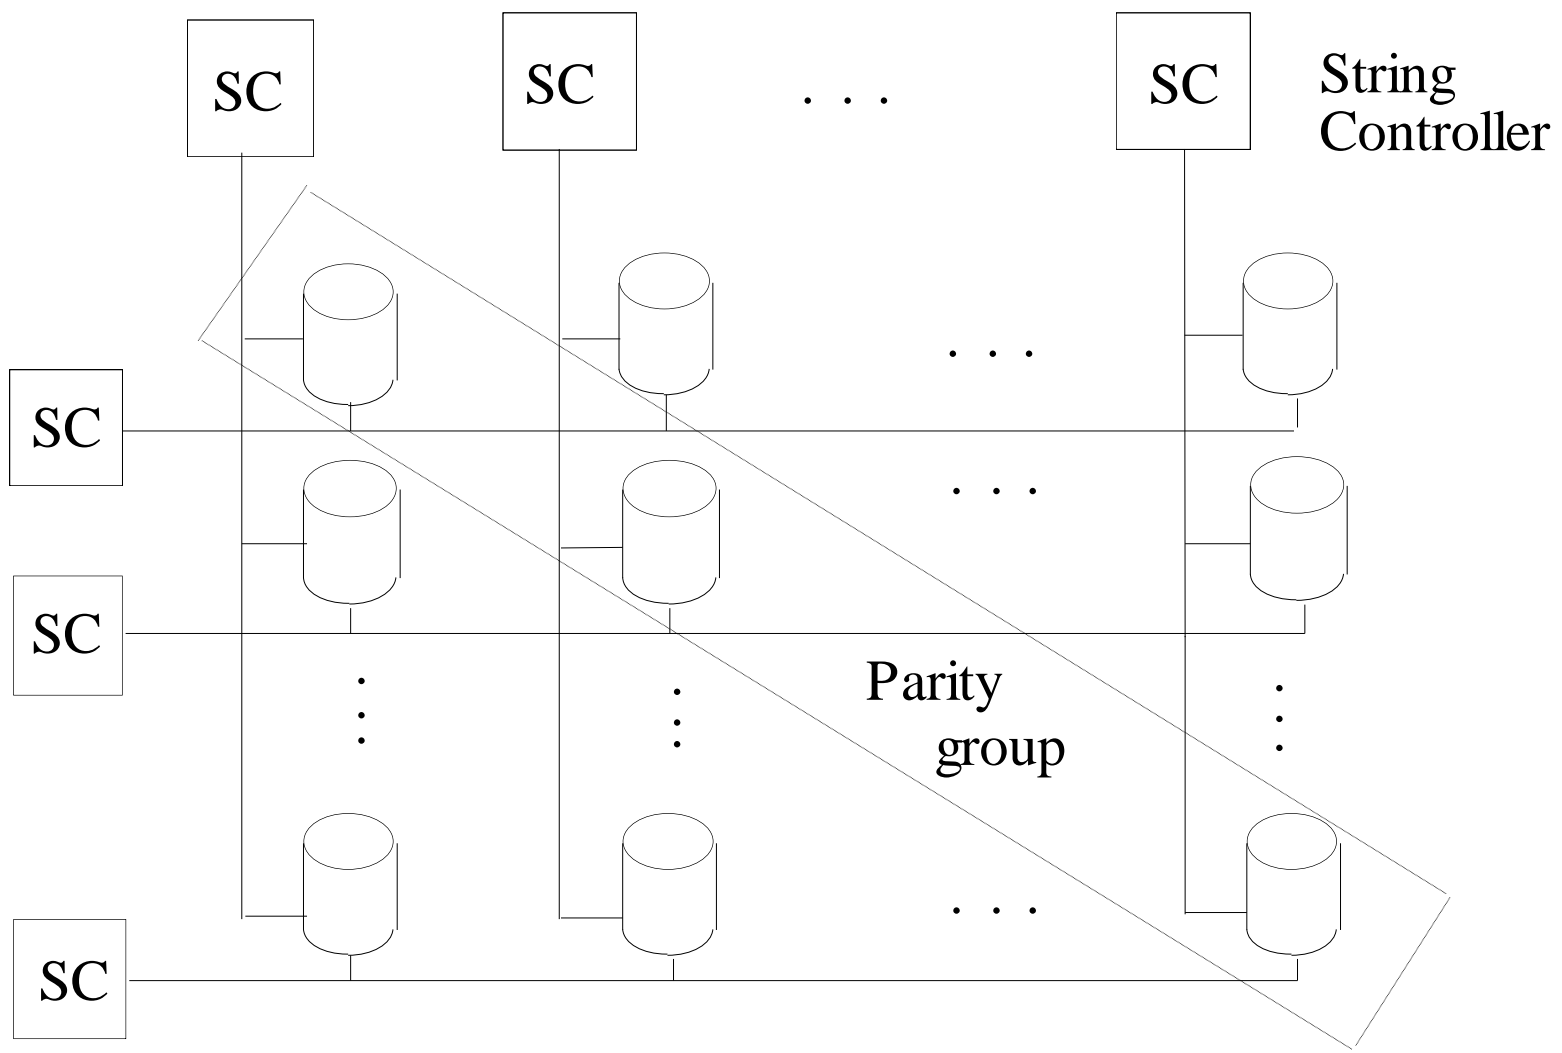 SC
SC
. . .
SC
String
Controller
. . .
SC
. . .
SC
Parity
group
. . .
SC